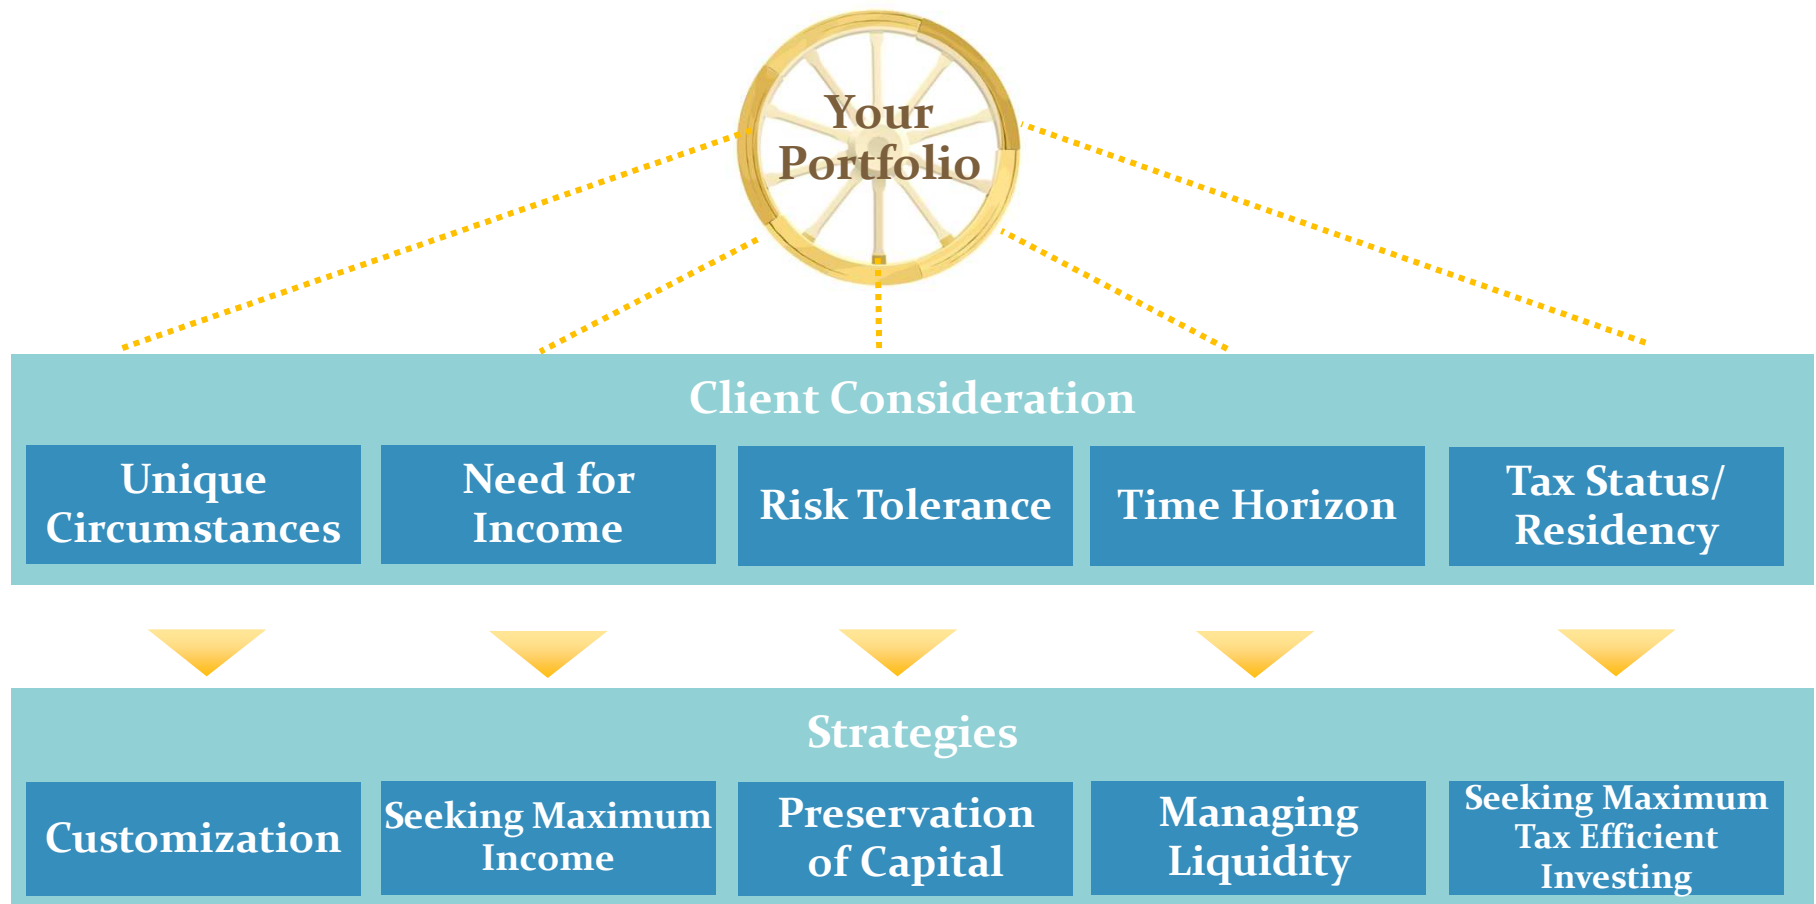 Your
Portfolio
Client Consideration
Unique
Circumstances
Need for
Income
Risk Tolerance
Time Horizon
Tax Status/
Residency
Strategies
Customization
Seeking Maximum
Income
Preservation
of Capital
Managing
Liquidity
Seeking Maximum
Tax Efficient
Investing